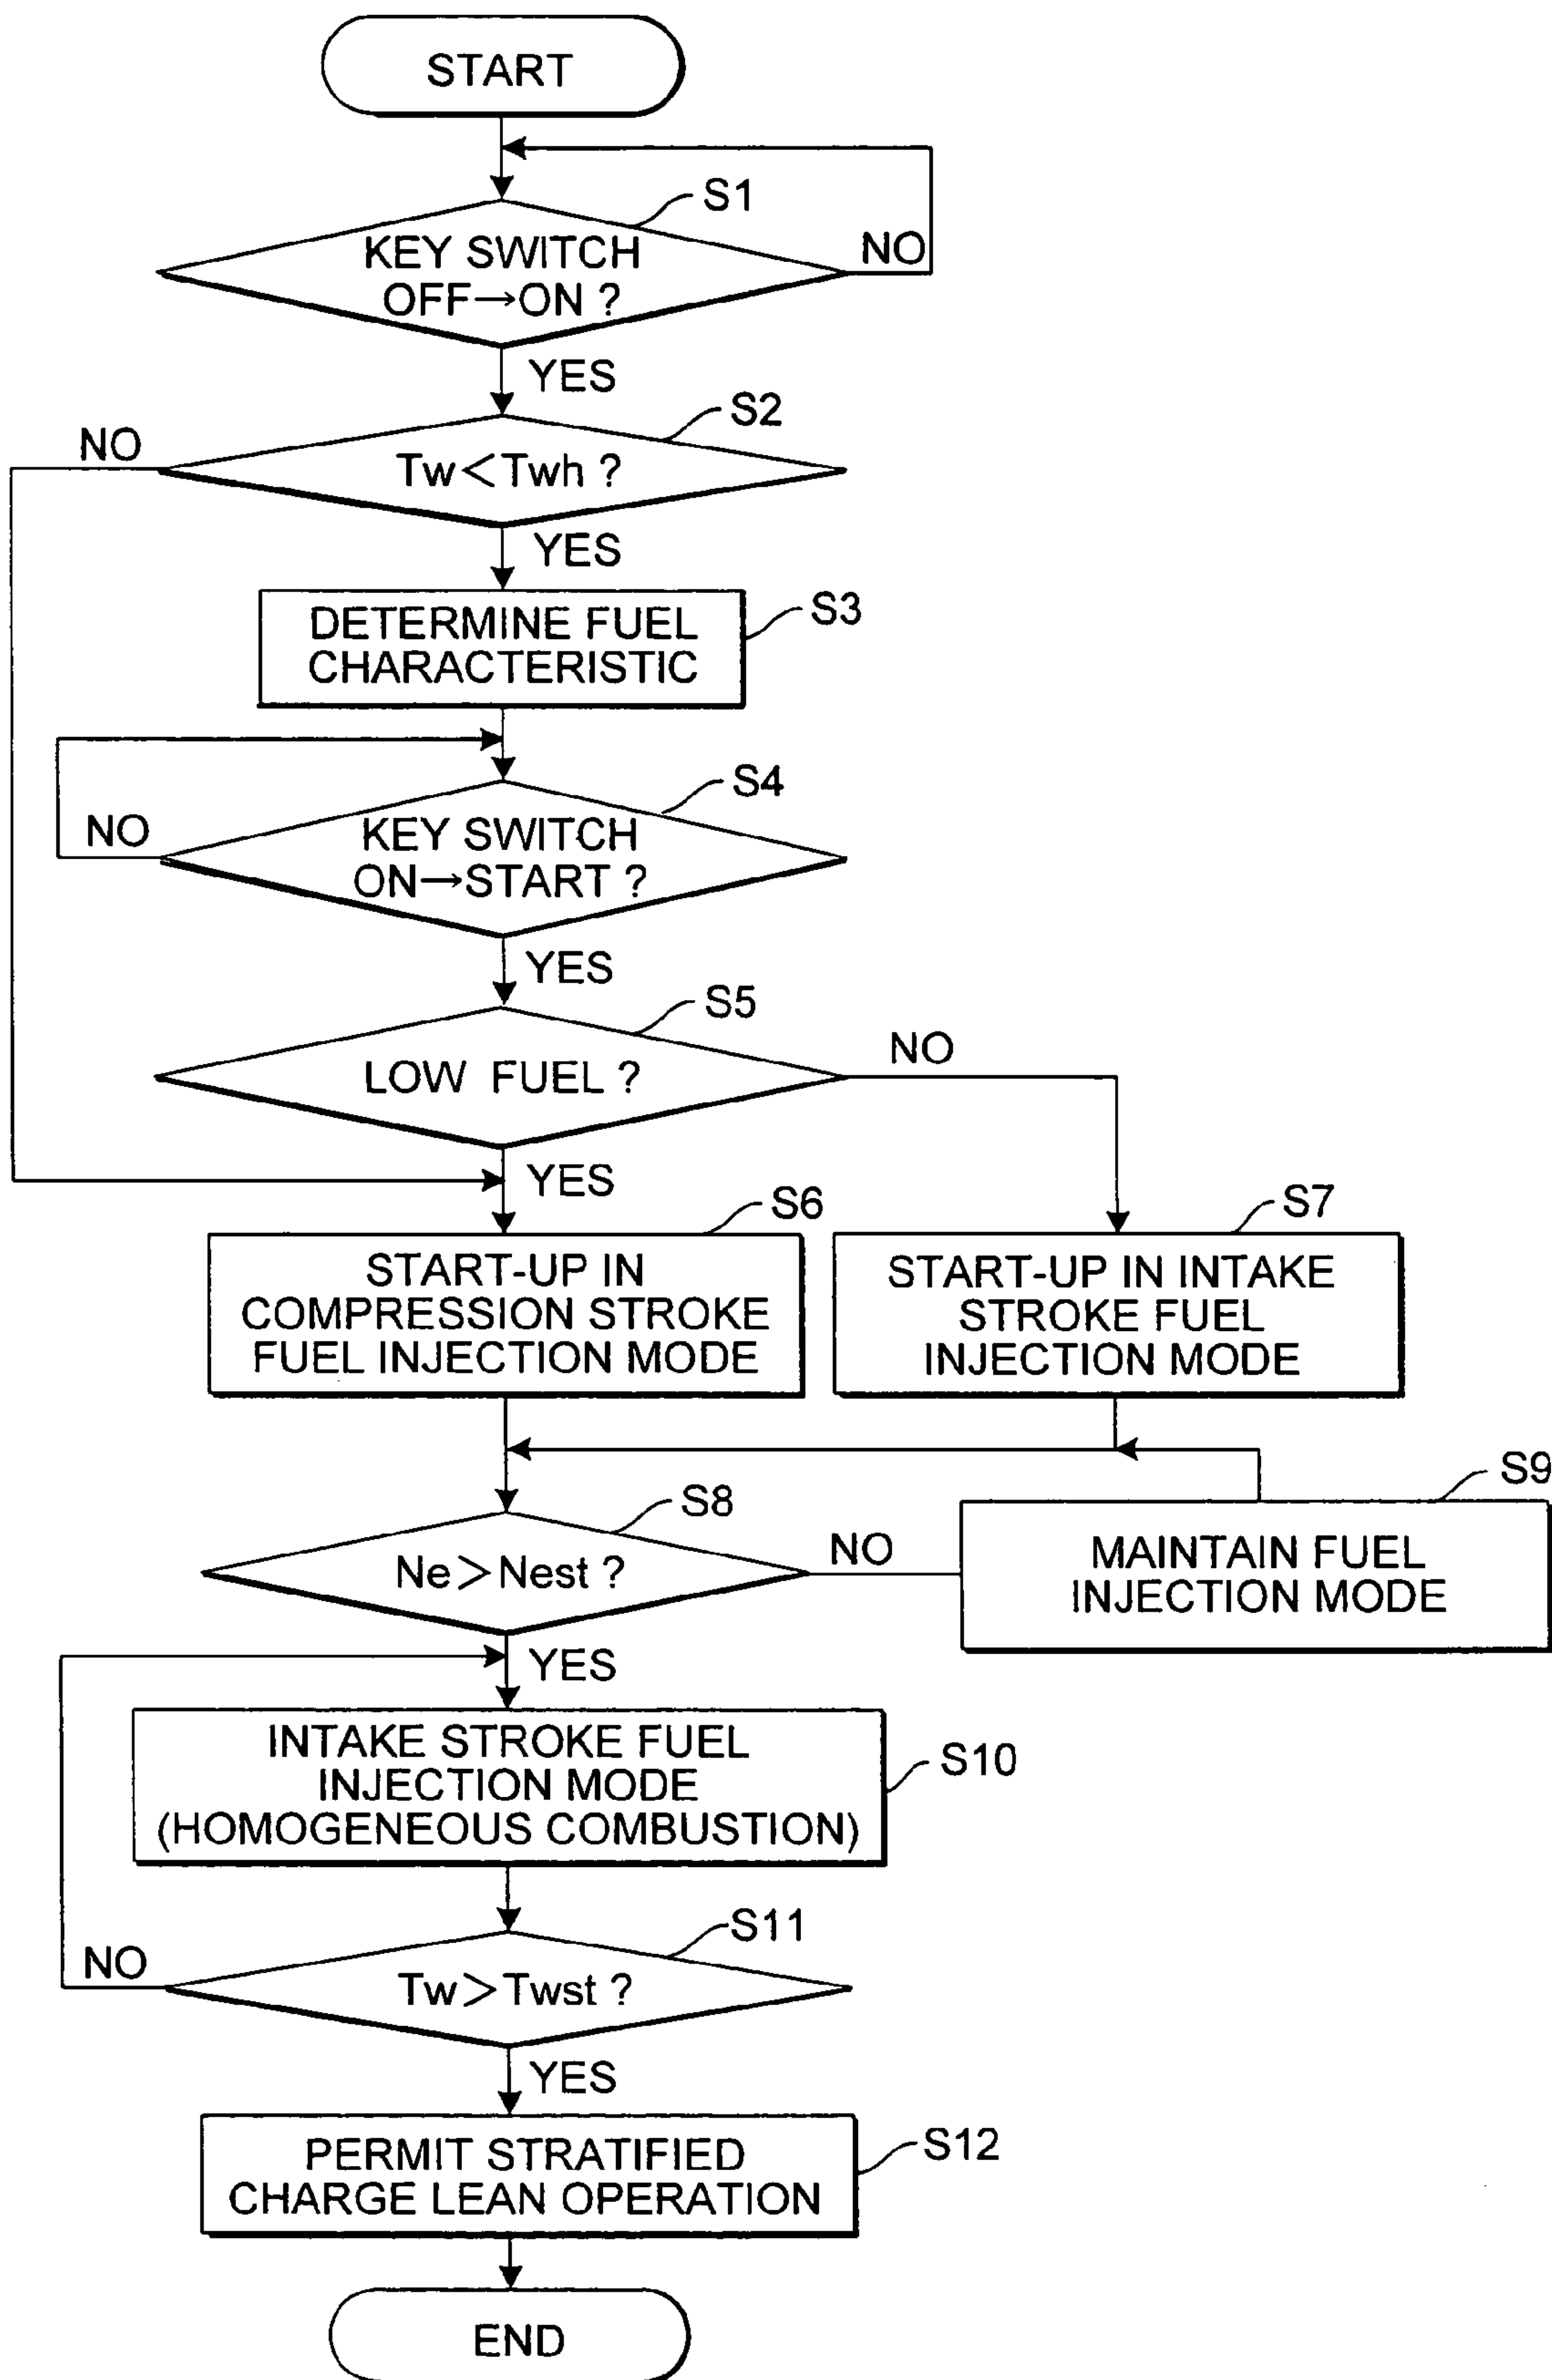 START
S1
KEY SWITCH
OFF→ON ?
NO
YES
S2
NO
Tw<Twh ?
YES
S3
DETERMINE FUEL
CHARACTERISTIC
S4
NO
KEY SWITCH
ON→START ?
YES
S5
NO
LOW FUEL ?
YES
S6
S7
START-UP IN
COMPRESSION STROKE
FUEL INJECTION MODE
START-UP IN INTAKE
STROKE FUEL
INJECTION MODE
S8
S9
Ne>Nest ?
NO
MAINTAIN FUEL
INJECTION MODE
YES
INTAKE STROKE FUEL
INJECTION MODE
(HOMOGENEOUS COMBUSTION)
S10
S11
NO
Tw>Twst ?
YES
S12
PERMIT STRATIFIED
CHARGE LEAN OPERATION
END